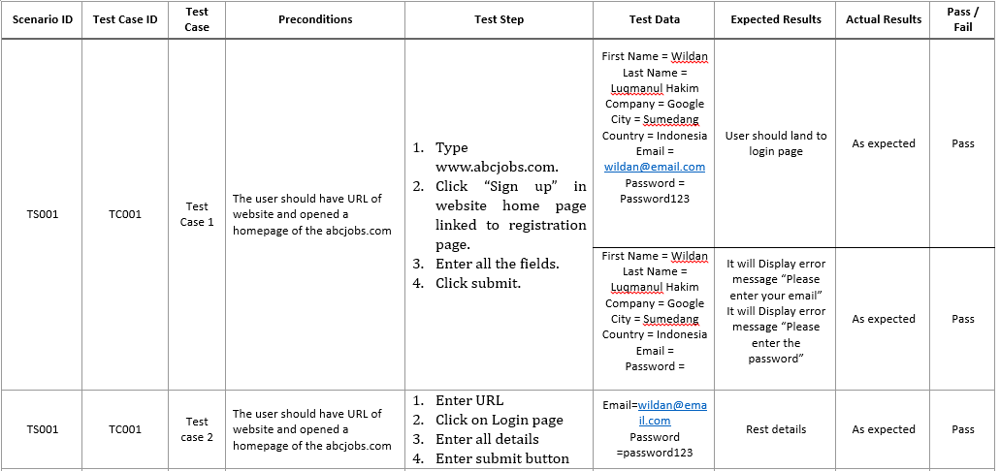 Scenario ID
Test Case ID
Test
Case
Preconditions
Test Step
Test Data
Expected Results
Actual Results
Pass /
Fail
TS001
TC001
Test
Case 1
The user should have URL of
website and opened a
homepage of the abcjobs.com
1. Type
www.abcjobs.com.
2. Click “Sign up” in
website home page
linked to registration
page.
3. Enter all the fields.
4. Click submit.
First Name = Wildan
Last Name =
Luqmanul Hakim
Company = Google
City = Sumedang
Country = Indonesia
Email =
wildan@email.com
Password =
Password123
User should land to
login page
As expected
Pass
First Name = Wildan
Last Name =
Luqmanul Hakim
Company = Google
City = Sumedang
Country = Indonesia
Email =
Password =
It will Display error
message “Please
enter your email”
It will Display error
message “Please
enter the
password”
As expected
Pass
TS001
TC001
Test
case 2
The user should have URL of
website and opened a
homepage of the abcjobs.com
1. Enter URL
2. Click on Login page
3. Enter all details
4. Enter submit button
Email=wildan@ema
il.com
Password
=password123
Rest details
As expected
Pass